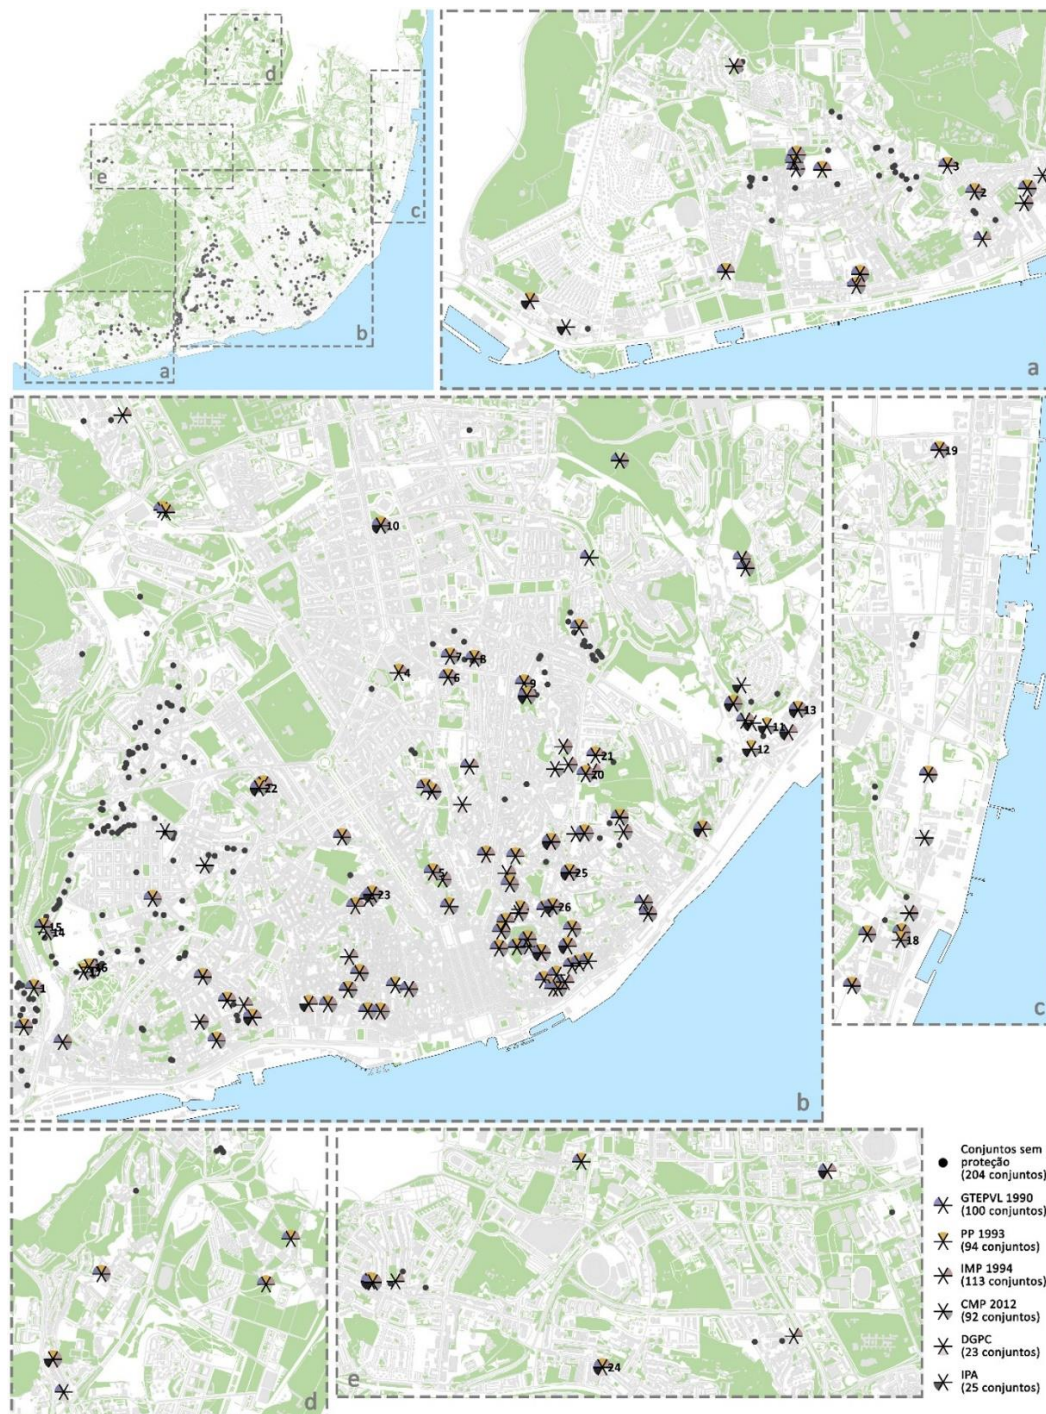 d
e
c
b
a
3
2
a
10
7
8
4
6
9
13
11
12
21
20
22
5
25
23
26
15
14
16
17
1
b
19
18
c
d
24
e
Conjuntos sem
proteção
(204 conjuntos)
GTEPVL 1990
(100 conjuntos)
PP 1993
(94 conjuntos)
IMP 1994
(113 conjuntos)
CMP 2012
(92 conjuntos)
DGPC
(23 conjuntos)
IPA
(25 conjuntos)